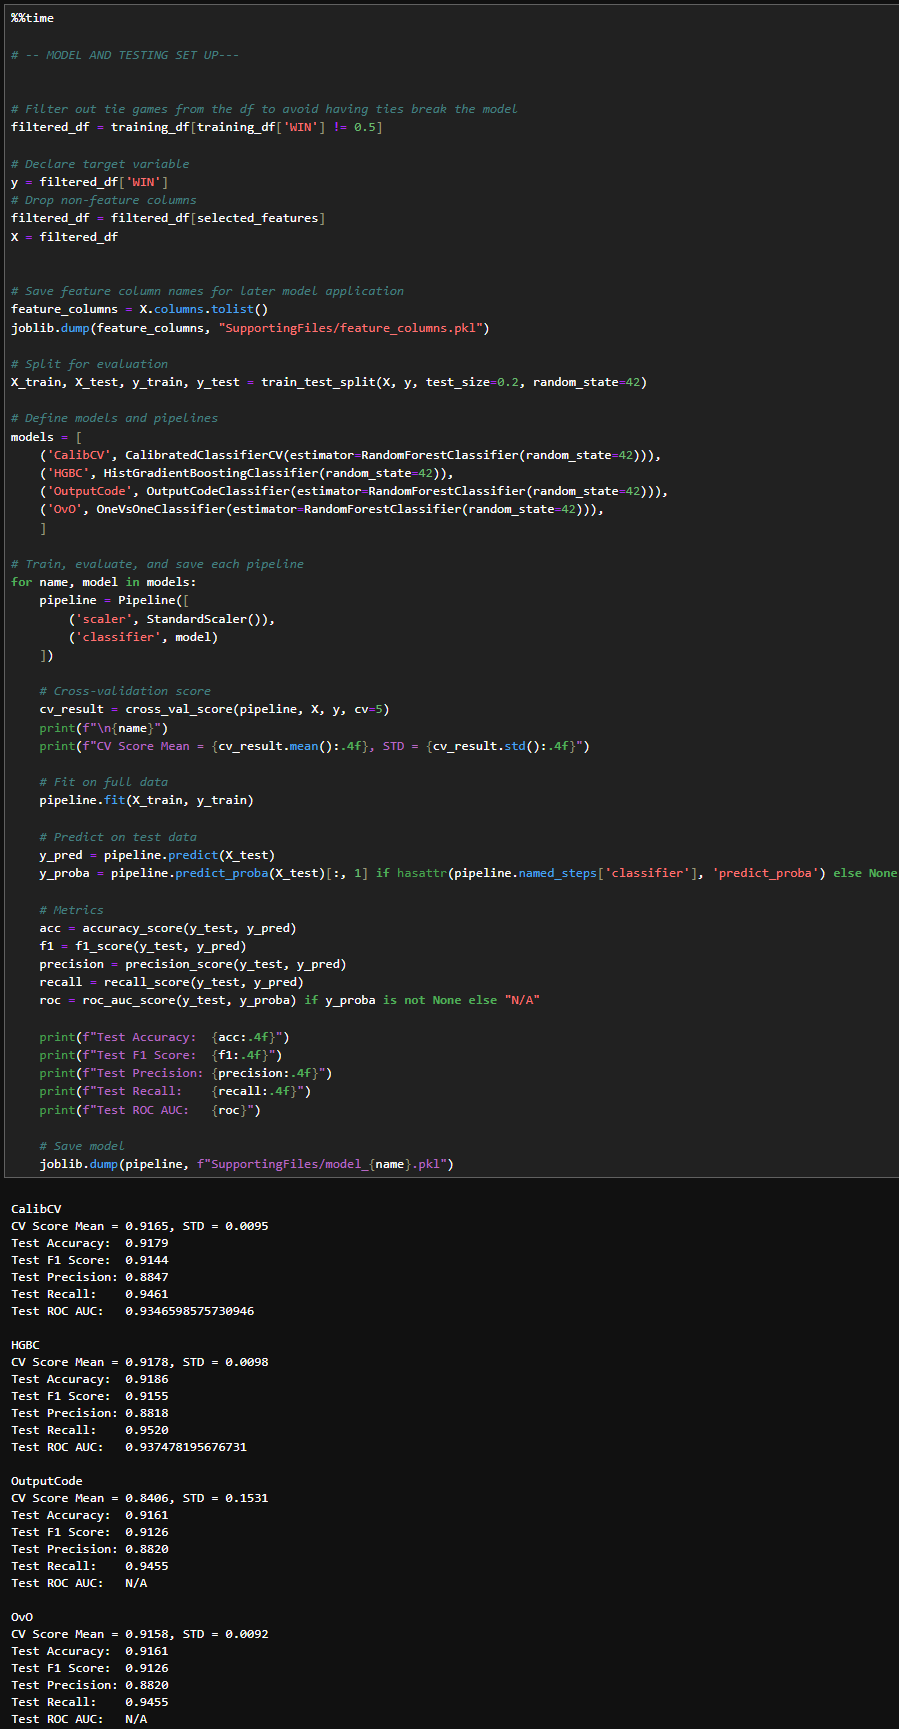 %%time
# -- MODEL AND TESTING SET UP---
# Filter out tie games from the df to avoid having ties break the model
filtered_df = training_df[training_df['WIN'] != 0.5]
# Declare target variable
y = filtered_df['WIN']
# Drop non-feature columns
filtered_df = filtered_df[selected_features]
X = filtered_df
# Save feature column names for later model application
feature_columns = X.columns.tolist()
joblib.dump(feature_columns, "SupportingFiles/feature_columns.pkl")
# Split for evaluation
X_train, X_test, y_train, y_test = train_test_split(X, y, test_size=0.2, random_state=42)
# Define models and pipelines
models = [
    ('CalibCV', CalibratedClassifierCV(estimator=RandomForestClassifier(random_state=42))),
    ('HGBC', HistGradientBoostingClassifier(random_state=42)),
    ('OutputCode', OutputCodeClassifier(estimator=RandomForestClassifier(random_state=42))),
    ('OvO', OneVsOneClassifier(estimator=RandomForestClassifier(random_state=42))),
    ]
# Train, evaluate, and save each pipeline
for name, model in models:
    pipeline = Pipeline([
        ('scaler', StandardScaler()),
        ('classifier', model)
    ])
    # Cross-validation score
    cv_result = cross_val_score(pipeline, X, y, cv=5)
    print(f"\n{name}")
    print(f"CV Score Mean = {cv_result.mean():.4f}, STD = {cv_result.std():.4f}")
    # Fit on full data
    pipeline.fit(X_train, y_train)
    # Predict on test data
    y_pred = pipeline.predict(X_test)
    y_proba = pipeline.predict_proba(X_test)[:, 1] if hasattr(pipeline.named_steps['classifier'], 'predict_proba') else None
    # Metrics
    acc = accuracy_score(y_test, y_pred)
    f1 = f1_score(y_test, y_pred)
    precision = precision_score(y_test, y_pred)
    recall = recall_score(y_test, y_pred)
    roc = roc_auc_score(y_test, y_proba) if y_proba is not None else "N/A"
    print(f"Test Accuracy:  {acc:.4f}")
    print(f"Test F1 Score:  {f1:.4f}")
    print(f"Test Precision: {precision:.4f}")
    print(f"Test Recall:    {recall:.4f}")
    print(f"Test ROC AUC:   {roc}")
    # Save model
    joblib.dump(pipeline, f"SupportingFiles/model_{name}.pkl")
CalibCV
CV Score Mean = 0.9165, STD = 0.0095
Test Accuracy:  0.9179
Test F1 Score:  0.9144
Test Precision: 0.8847
Test Recall:    0.9461
Test ROC AUC:   0.9346598575730946
HGBC
CV Score Mean = 0.9178, STD = 0.0098
Test Accuracy:  0.9186
Test F1 Score:  0.9155
Test Precision: 0.8818
Test Recall:    0.9520
Test ROC AUC:   0.937478195676731
OutputCode
CV Score Mean = 0.8406, STD = 0.1531
Test Accuracy:  0.9161
Test F1 Score:  0.9126
Test Precision: 0.8820
Test Recall:    0.9455
Test ROC AUC:   N/A
OvO
CV Score Mean = 0.9158, STD = 0.0092
Test Accuracy:  0.9161
Test F1 Score:  0.9126
Test Precision: 0.8820
Test Recall:    0.9455
Test ROC AUC:   N/A